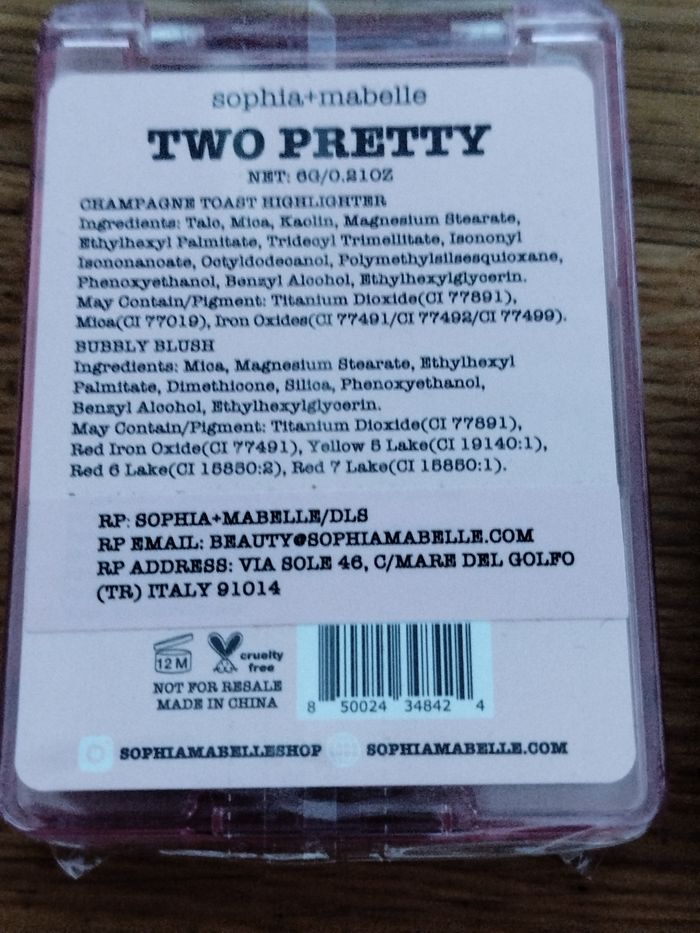 sophia+mabelle
TWO PRETTY
NET: 6G/0.21OZ
CHAMPAGNE TOAST HIGHLIGHTER
Ingredients: Talc, Mica, Kaolin, Magnesium Stearate,
Ethylhexyl Palmitate, Tridecyl Trimellitate, Isononyl
Isononanoate, Octyldodecanol, Polymethylsilsesquioxane,
Phenoxyethanol, Benzyl Alcohol, Ethylhexylglycerin.
May Contain/Pigment: Titanium Dioxide(CI 77891),
Mica(CI 77019), Iron Oxides(CI 77491/CI 77492/CI 77499).
BUBBLY BLUSH
Ingredients: Mica, Magnesium Stearate, Ethylhexyl
Palmitate, Dimethicone, Silica, Phenoxyethanol,
Benzyl Alcohol, Ethylhexylglycerin.
May Contain/Pigment: Titanium Dioxide(CI 77891),
Red Iron Oxide(CI 77491), Yellow 5 Lake(CI 19140:1),
Red 6 Lake(CI 15850:2), Red 7 Lake(CI 15850:1).
RP: SOPHIA+MABELLE/DLS
RP EMAIL: BEAUTY@SOPHIAMABELLE.COM
RP ADDRESS: VIA SOLE 46, C/MARE DEL GOLFO
(TR) ITALY 91014
12 M
cruelty
free
NOT FOR RESALE
MADE IN CHINA
8 50024 34842 4
SOPHIAMABELLESHOP
SOPHIAMABELLE.COM